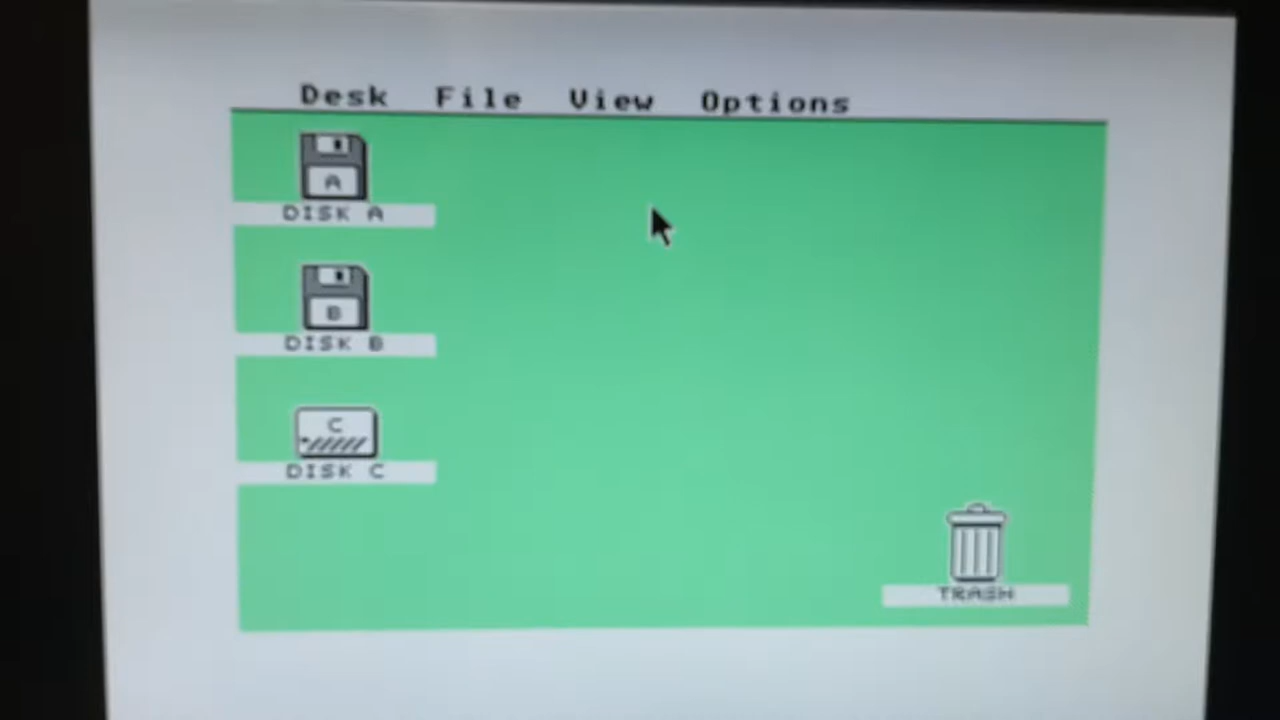 Desk File View Options
A
DISK A
B
DISK B
C
DISK C
TRASH